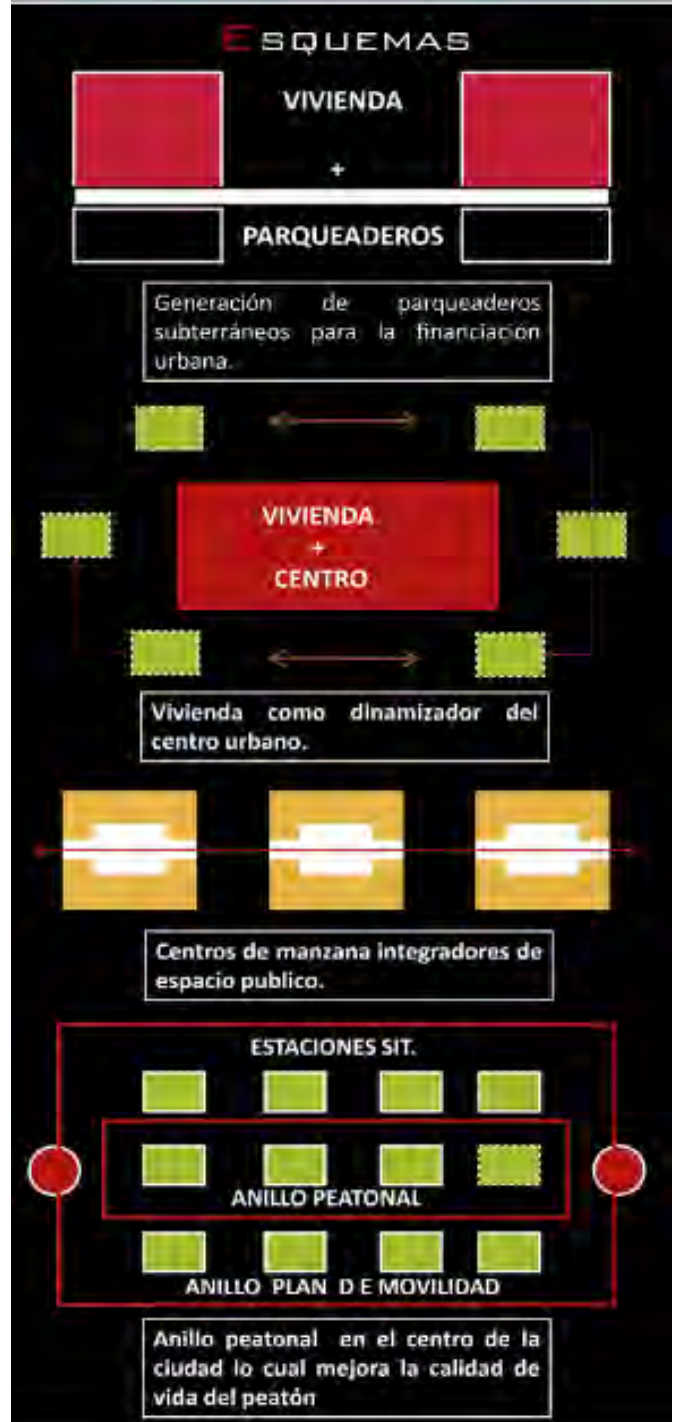 ESQUEMAS
VIVIENDA
+
PARQUEADEROS
Generación de parqueaderos
subterráneos para la financiación
urbana.
VIVIENDA
+
CENTRO
Vivienda como dinamizador del
centro urbano.
Centros de manzana integradores de
espacio publico.
ESTACIONES SIT.
ANILLO PEATONAL
ANILLO PLAN D E MOVILIDAD
Anillo peatonal en el centro de la
ciudad lo cual mejora la calidad de
vida del peatón